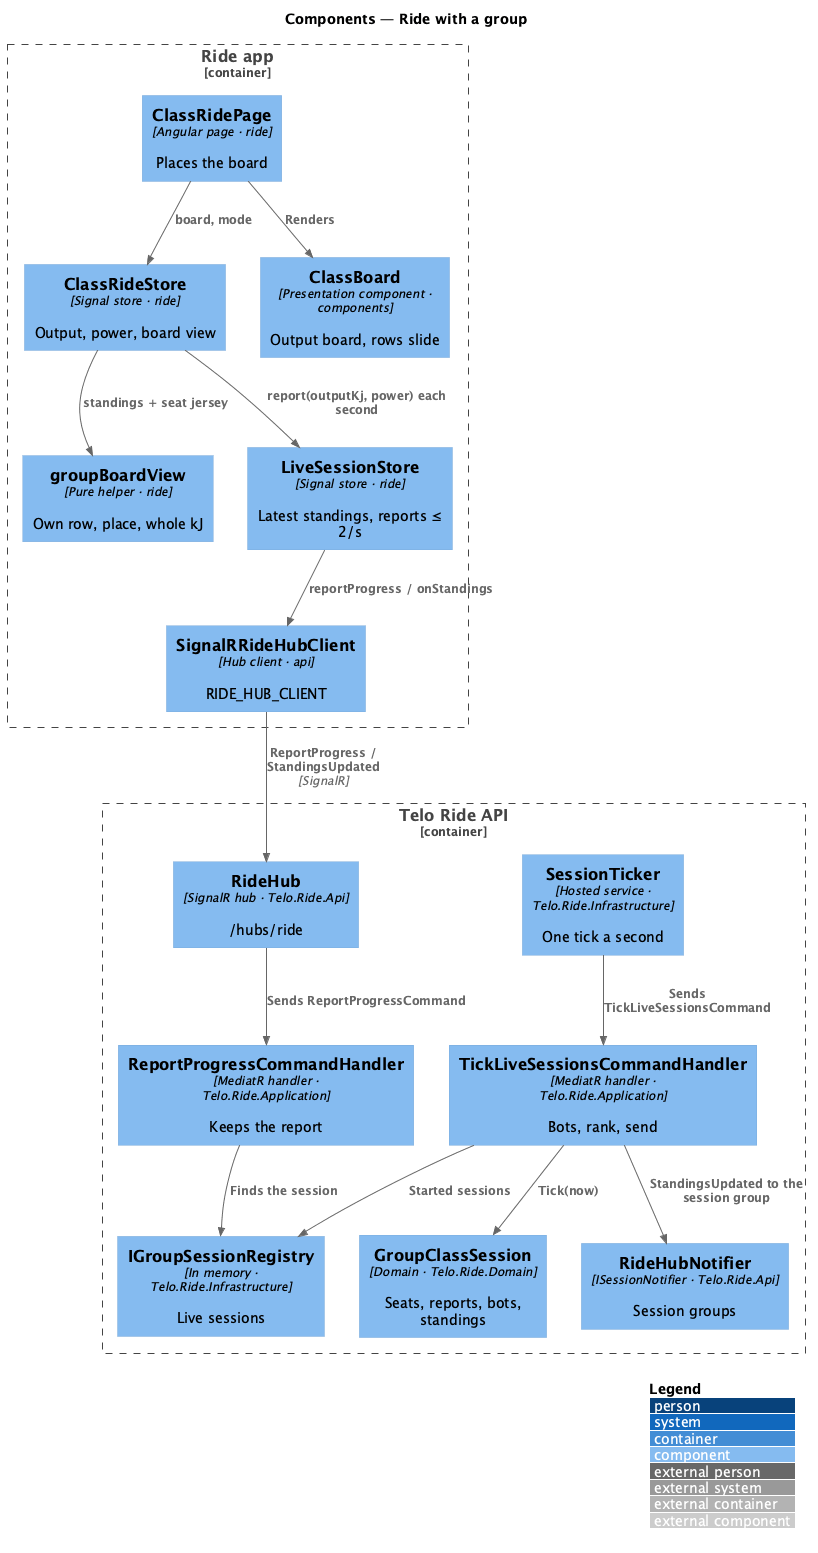 Components — Ride with a group
Ride app
[container]
ClassRidePage
[Angular page · ride]
Places the board
board, mode
Renders
ClassRideStore
[Signal store · ride]
Output, power, board view
ClassBoard
[Presentation component ·
components]
Output board, rows slide
standings + seat jersey
report(outputKj, power) each
second
groupBoardView
[Pure helper · ride]
Own row, place, whole kJ
LiveSessionStore
[Signal store · ride]
Latest standings, reports ≤
2/s
reportProgress / onStandings
SignalRRideHubClient
[Hub client · api]
RIDE_HUB_CLIENT
ReportProgress /
StandingsUpdated
[SignalR]
Telo Ride API
[container]
RideHub
[SignalR hub · Telo.Ride.Api]
/hubs/ride
SessionTicker
[Hosted service ·
Telo.Ride.Infrastructure]
One tick a second
Sends ReportProgressCommand
Sends
TickLiveSessionsCommand
ReportProgressCommandHandler
[MediatR handler ·
Telo.Ride.Application]
Keeps the report
TickLiveSessionsCommandHandler
[MediatR handler ·
Telo.Ride.Application]
Bots, rank, send
Finds the session
Started sessions
Tick(now)
StandingsUpdated to the
session group
IGroupSessionRegistry
[In memory ·
Telo.Ride.Infrastructure]
Live sessions
GroupClassSession
[Domain · Telo.Ride.Domain]
Seats, reports, bots,
standings
RideHubNotifier
[ISessionNotifier · Telo.Ride.Api]
Session groups
Legend
person
system
container
component
external person
external system
external container
external component